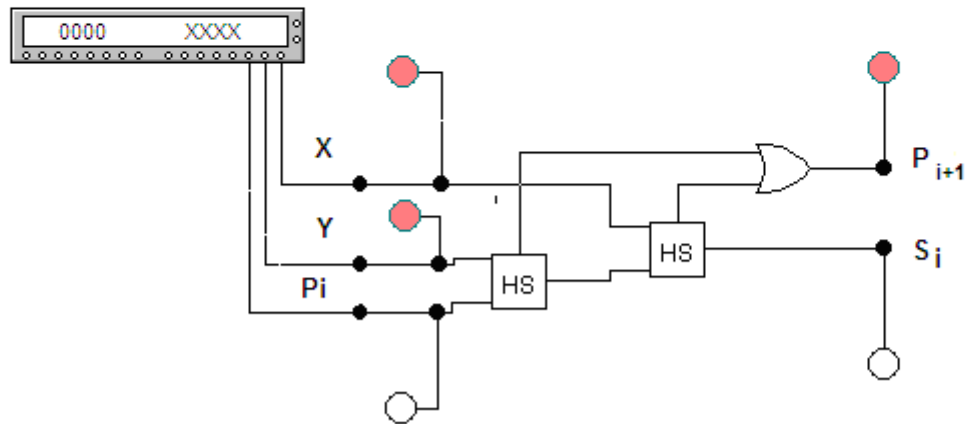 0000 XXXX
X
P i+1
Y
HS
S i
Pi
HS